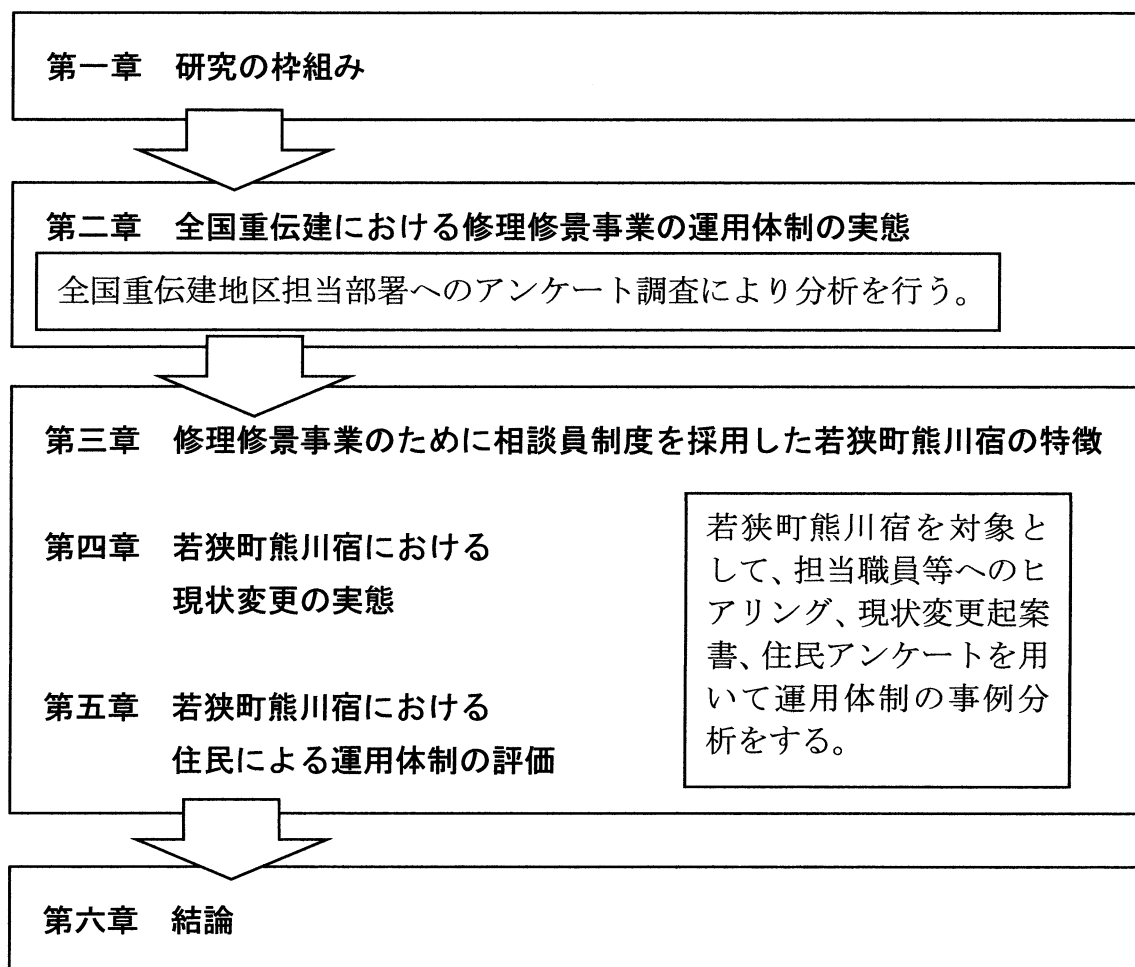 第一章 研究の枠組み
第二章 全国重伝建における修理修景事業の運用体制の実態
全国重伝建地区担当部署へのアンケート調査により分析を行う。
第三章 修理修景事業のために相談員制度を採用した若狭町熊川宿の特徴
第四章 若狭町熊川宿における
現状変更の実態
第五章 若狭町熊川宿における
住民による運用体制の評価
若狭町熊川宿を対象と
して、担当職員等へのヒ
アリング、現状変更起案
書、住民アンケートを用
いて運用体制の事例分
析をする。
第六章 結論